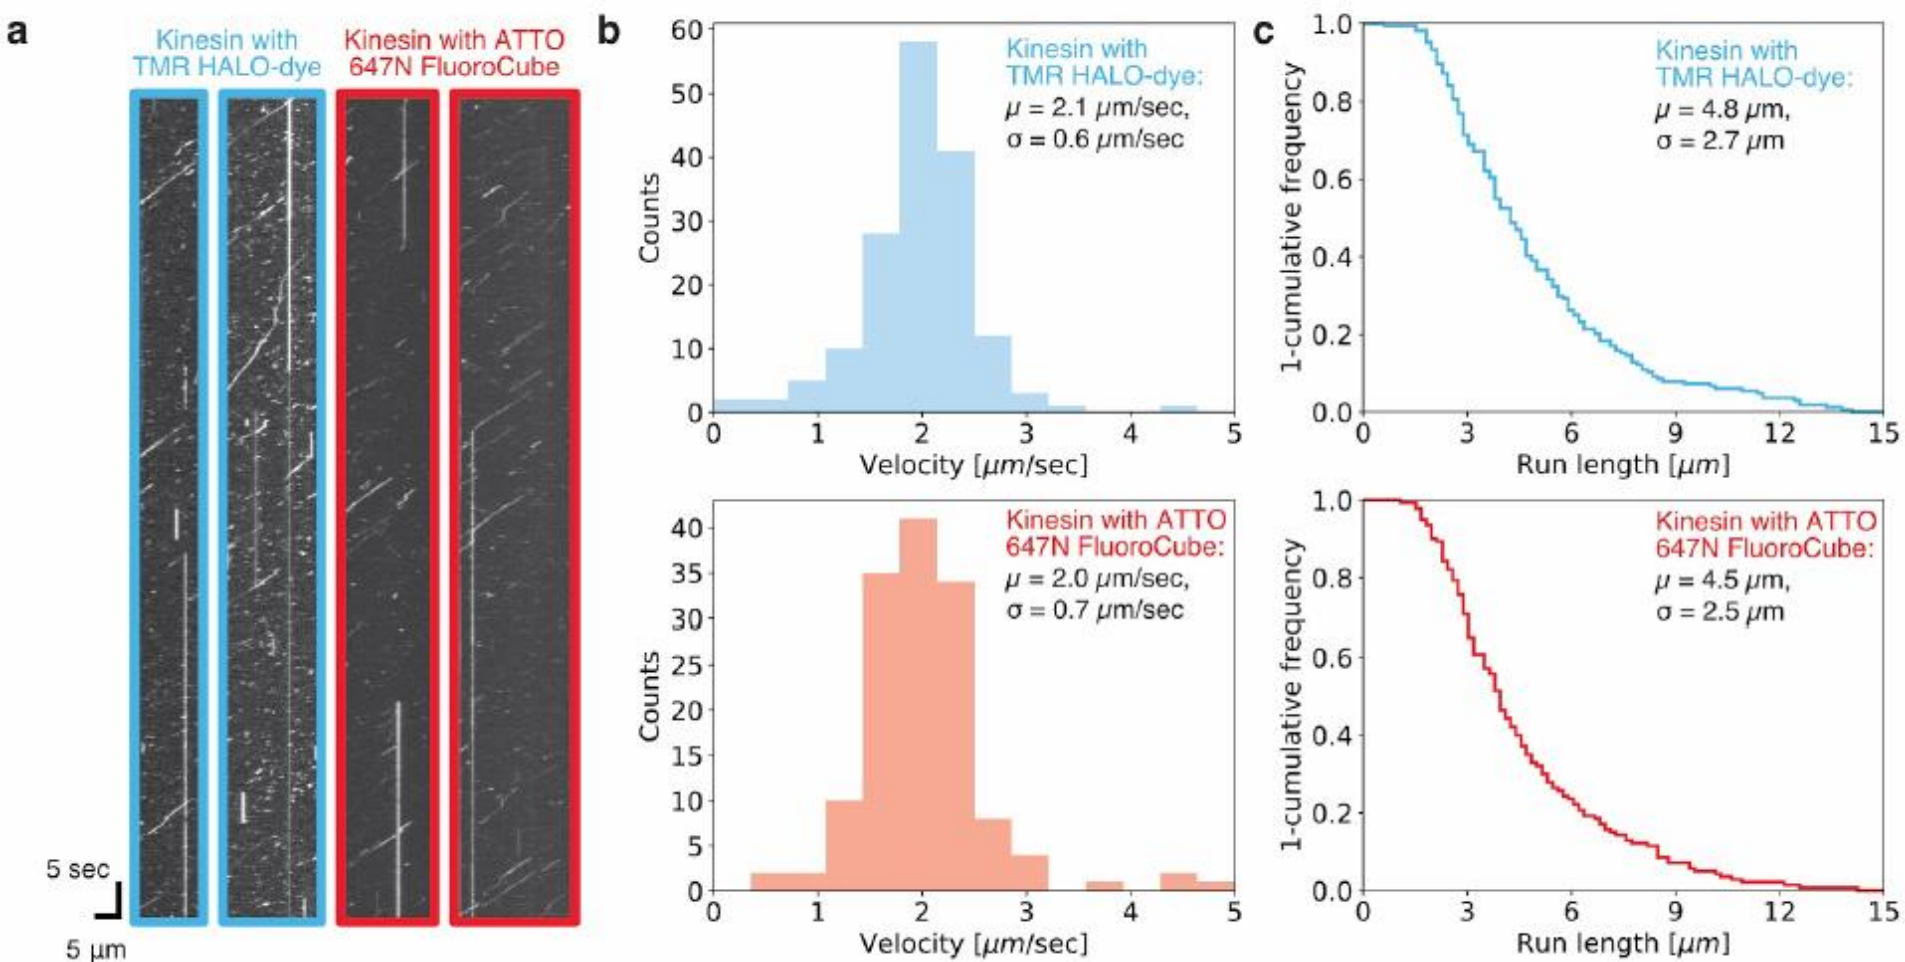 a
Kinesin with
TMR HALO-dye
Kinesin with ATTO
647N FluoroCube
5 sec
5 µm
b
Kinesin with
TMR HALO-dye:
µ = 2.1 µm/sec,
σ = 0.6 µm/sec
Counts
60
50
40
30
20
10
0
0 1 2 3 4 5
Velocity [µm/sec]
Kinesin with ATTO
647N FluoroCube:
µ = 2.0 µm/sec,
σ = 0.7 µm/sec
Counts
40
35
30
25
20
15
10
5
0
0 1 2 3 4 5
Velocity [µm/sec]
c
Kinesin with
TMR HALO-dye:
µ = 4.8 µm,
σ = 2.7 µm
1-cumulative frequency
1.0
0.8
0.6
0.4
0.2
0.0
0 3 6 9 12 15
Run length [µm]
Kinesin with ATTO
647N FluoroCube:
µ = 4.5 µm,
σ = 2.5 µm
1-cumulative frequency
1.0
0.8
0.6
0.4
0.2
0.0
0 3 6 9 12 15
Run length [µm]